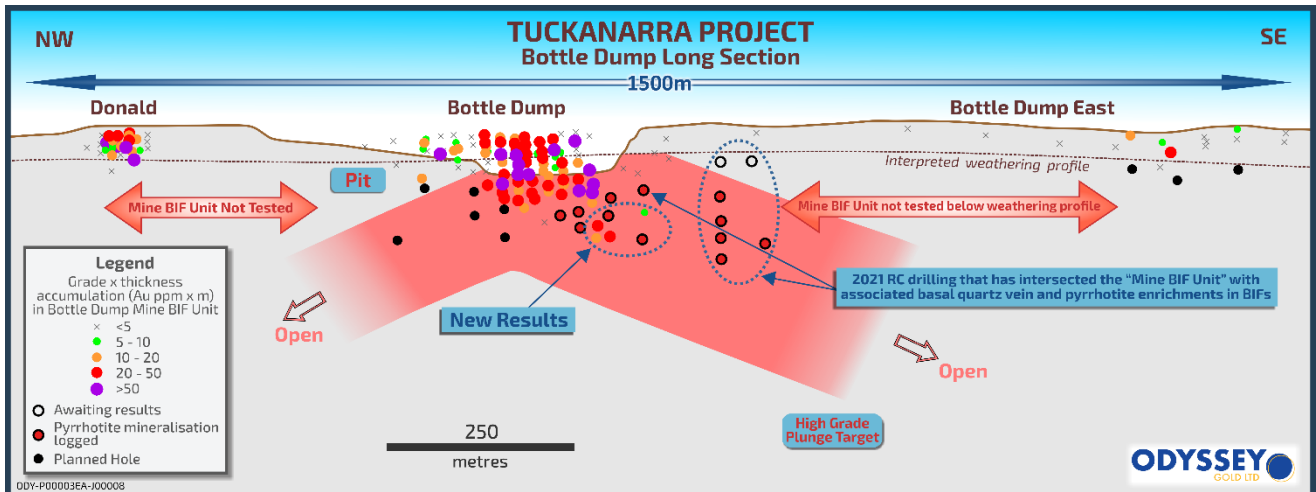 TUCKANARRA PROJECT
Bottle Dump Long Section
NW
SE
1500m
Donald
Bottle Dump
Bottle Dump East
Interpreted weathering profile
Pit
Mine BIF Unit Not Tested
Mine BIF Unit not tested below weathering profile
Legend
Grade x thickness
accumulation (Au ppm x m)
in Bottle Dump Mine BIF Unit
<5
5 - 10
10 - 20
20 - 50
>50
Awaiting results
Pyrrhotite mineralisation
logged
Planned Hole
Open
New Results
2021 RC drilling that has intersected the “Mine BIF Unit” with
associated basal quartz vein and pyrrhotite enrichments in BIFs
Open
250
metres
High Grade
Plunge Target
ODYSSEY
GOLD LTD
ODY-P00003EA-J00008